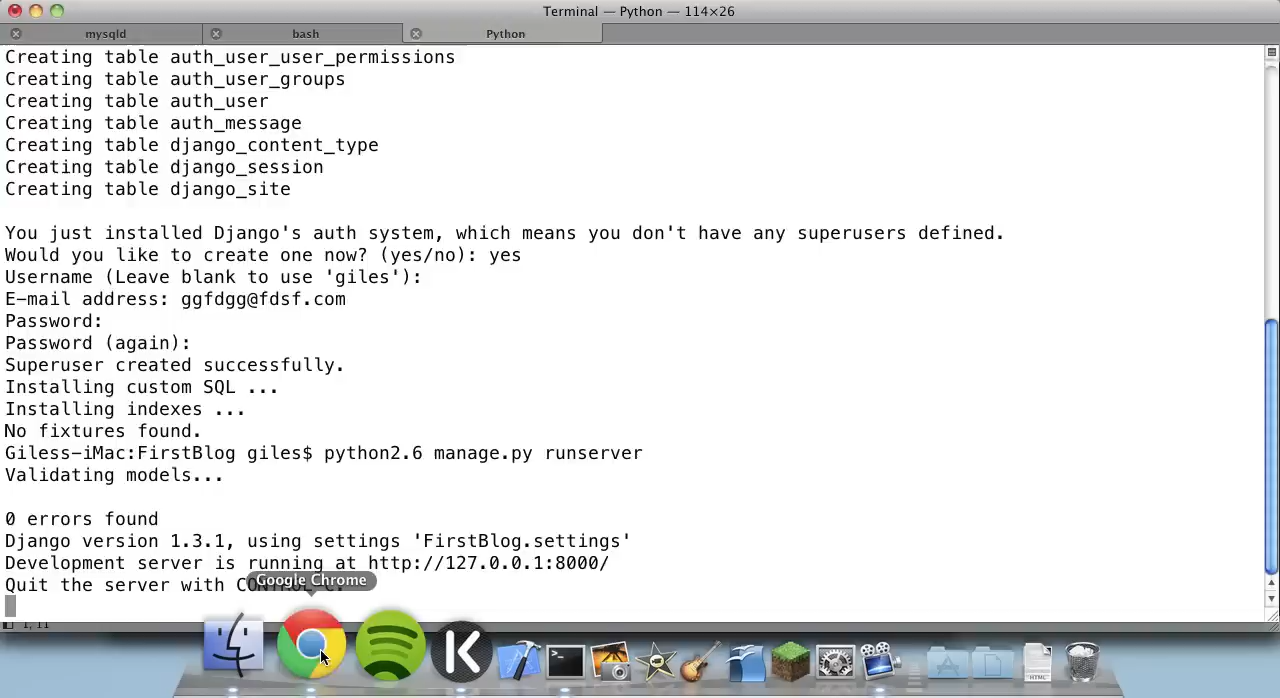 Terminal — Python — 114×26
mysqld
bash
Python
Creating table auth_user_user_permissions
Creating table auth_user_groups
Creating table auth_user
Creating table auth_message
Creating table django_content_type
Creating table django_session
Creating table django_site
You just installed Django's auth system, which means you don't have any superusers defined.
Would you like to create one now? (yes/no): yes
Username (Leave blank to use 'giles'):
E-mail address: ggfdgg@fdsf.com
Password:
Password (again):
Superuser created successfully.
Installing custom SQL ...
Installing indexes ...
No fixtures found.
Giless-iMac:FirstBlog giles$ python2.6 manage.py runserver
Validating models...
0 errors found
Django version 1.3.1, using settings 'FirstBlog.settings'
Development server is running at http://127.0.0.1:8000/
Quit the server with
Google Chrome
K
HTML